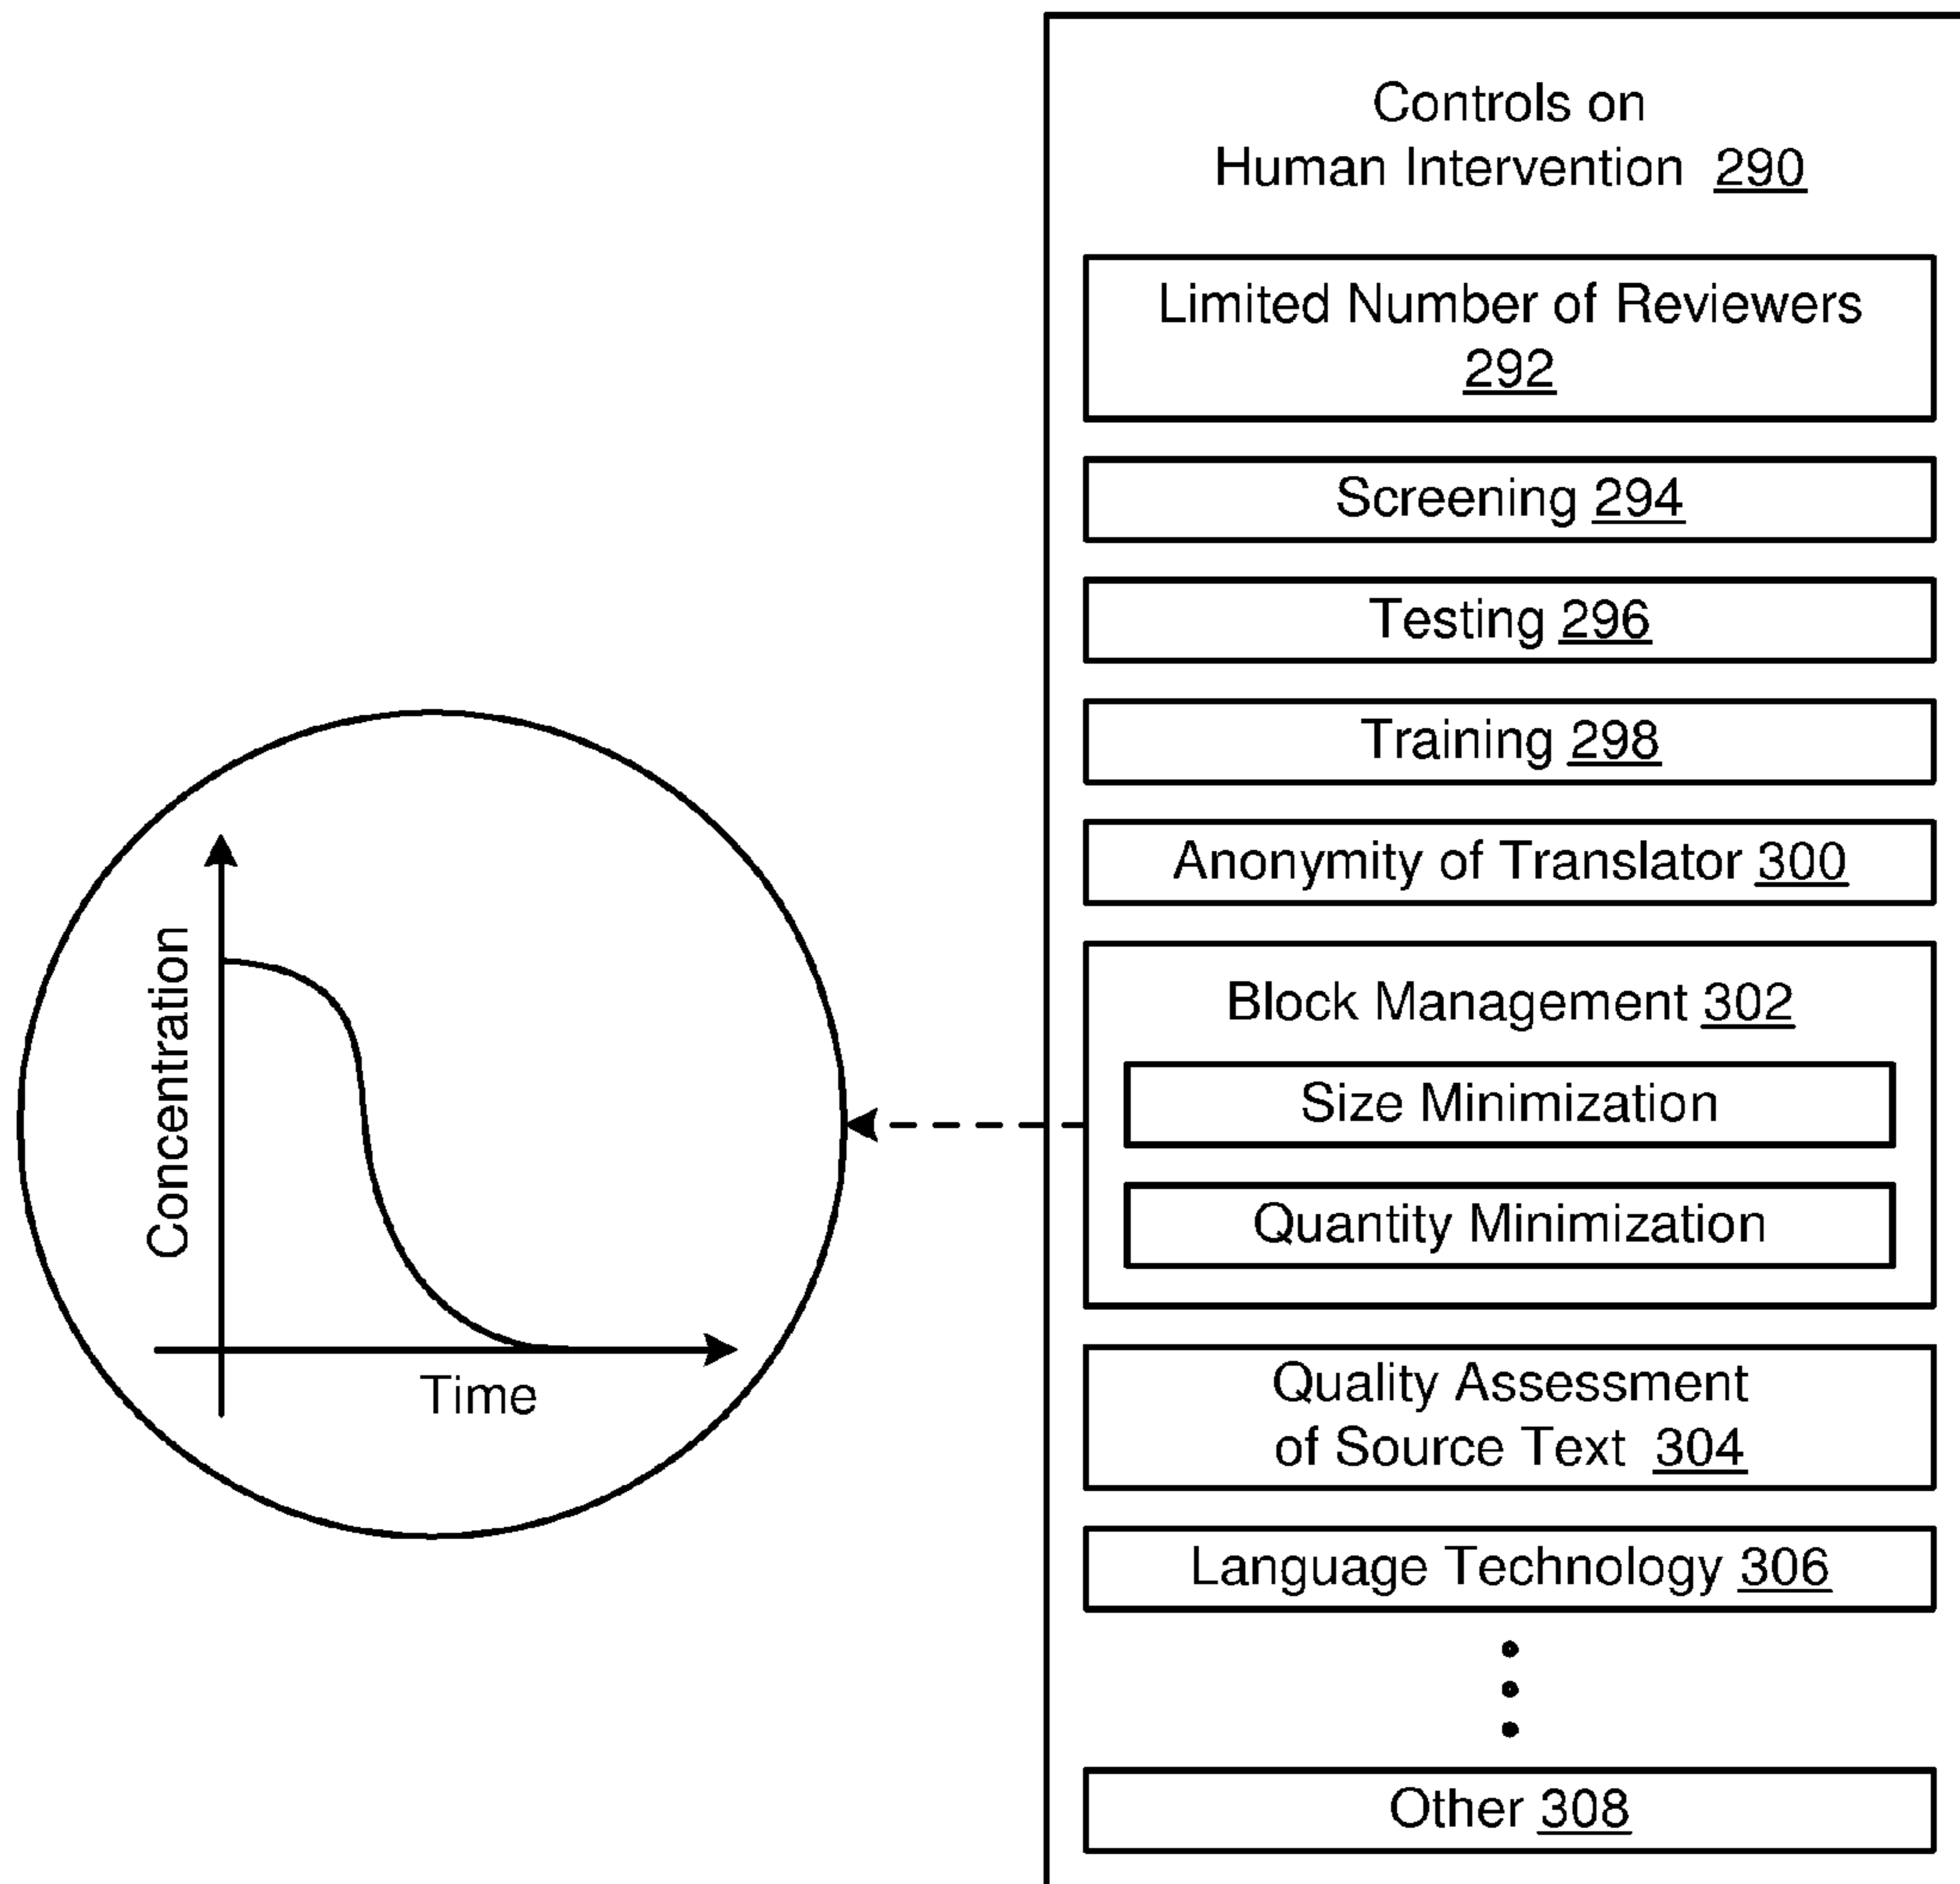 Controls on
Human Intervention 290
Limited Number of Reviewers
292
Screening 294
Testing 296
Training 298
Anonymity of Translator 300
Block Management 302
Size Minimization
Quantity Minimization
Quality Assessment
of Source Text 304
Language Technology 306
Other 308
Concentration
Time